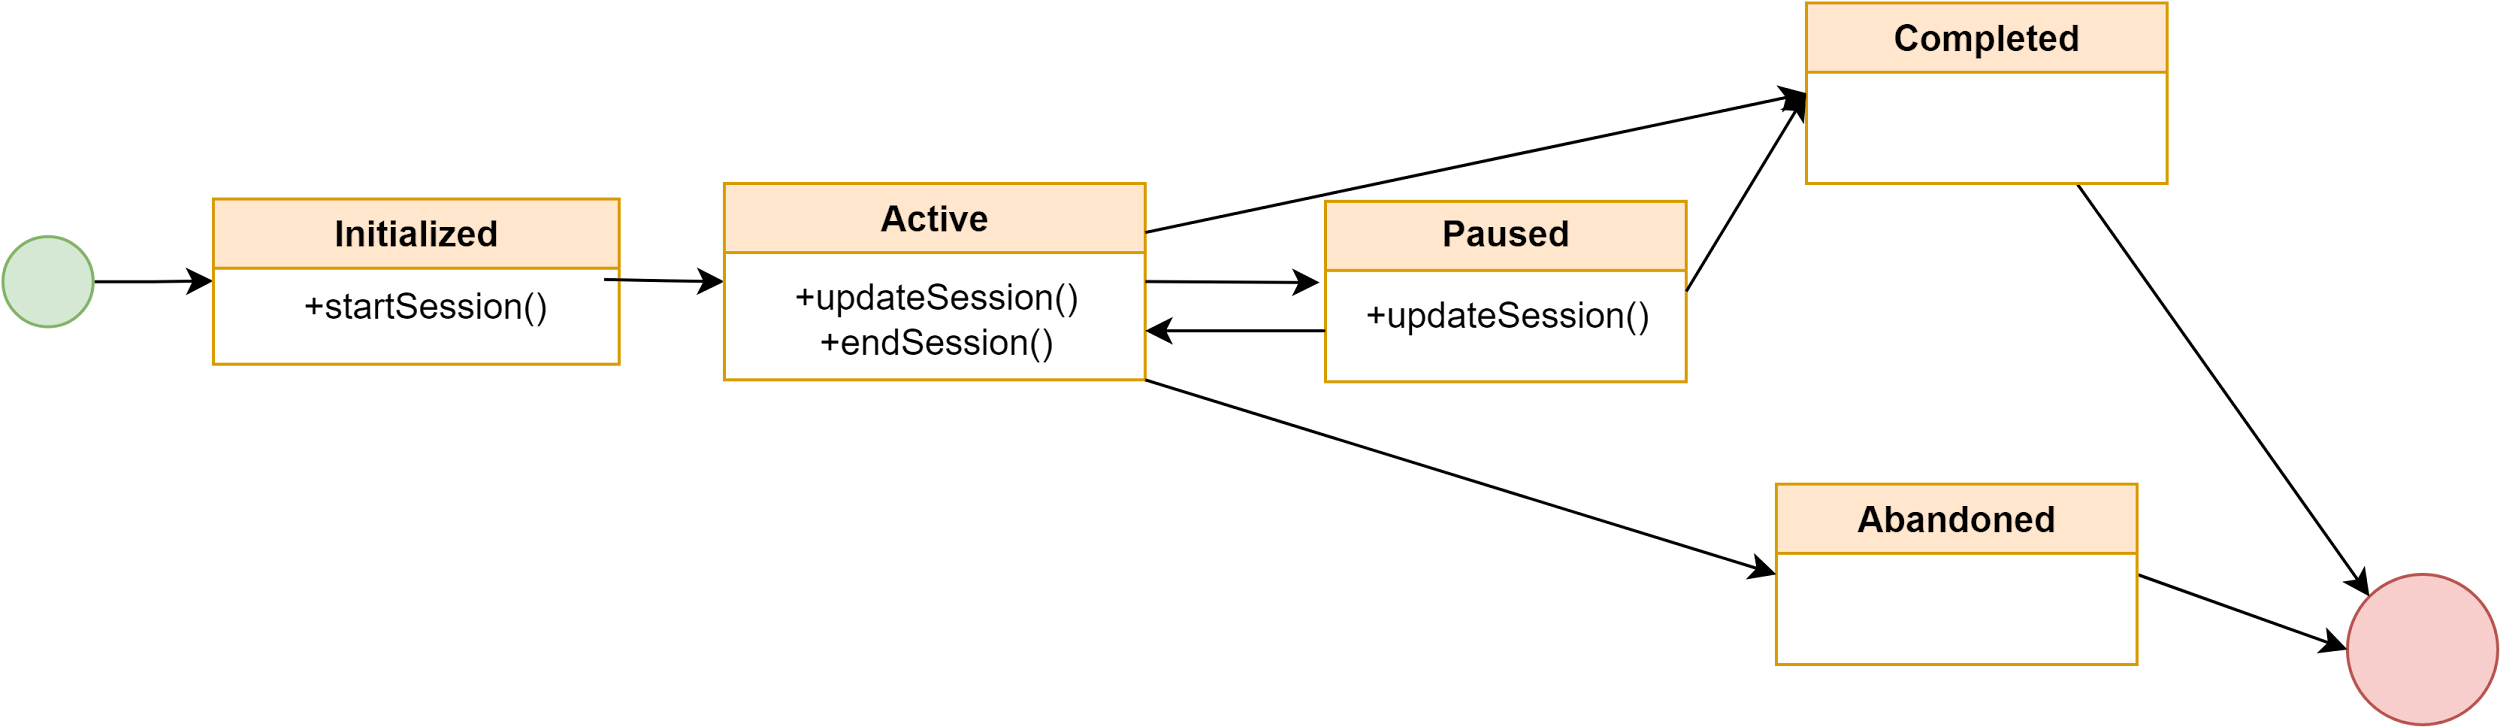 Initialized
+startSession()
Active
+updateSession()
+endSession()
Paused
+updateSession()
Completed
Abandoned